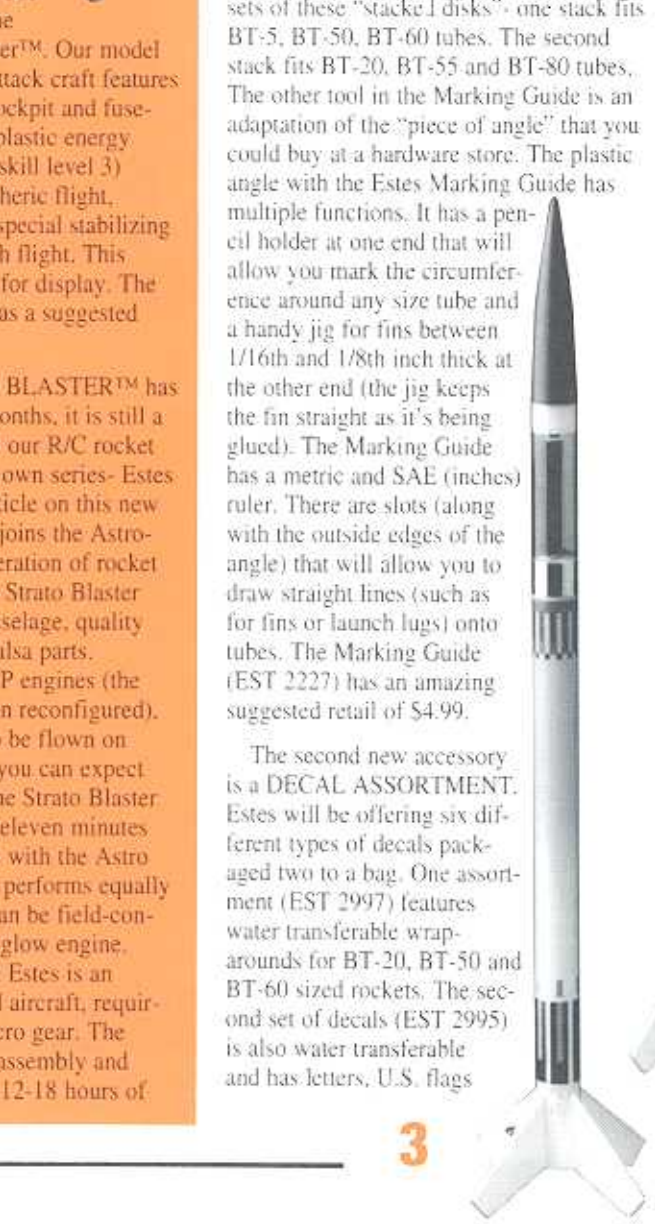 ne
er™. Our model
ttack craft features
ockpit and fuse-
plastic energy
skill level 3)
heric flight,
special stabilizing
h flight. This
for display. The
as a suggested
BLASTER™ has
onths, it is still a
our R/C rocket
own series- Estes
icle on this new
joins the Astro-
eration of rocket
Strato Blaster
selage, quality
alsa parts.
P engines (the
n reconfigured).
o be flown on
you can expect
ne Strato Blaster
eleven minutes
with the Astro
performs equally
an be field-con-
glow engine.
Estes is an
l aircraft, requir-
cro gear. The
assembly and
12-18 hours of
sets of these "stacked disks"- one stack fits
BT-5, BT-50, BT-60 tubes. The second
stack fits BT-20, BT-55 and BT-80 tubes.
The other tool in the Marking Guide is an
adaptation of the "piece of angle" that you
could buy at a hardware store. The plastic
angle with the Estes Marking Guide has
multiple functions. It has a pen-
cil holder at one end that will
allow you mark the circumfer-
ence around any size tube and
a handy jig for fins between
1/16th and 1/8th inch thick at
the other end (the jig keeps
the fin straight as it's being
glued). The Marking Guide
has a metric and SAE (inches)
ruler. There are slots (along
with the outside edges of the
angle) that will allow you to
draw straight lines (such as
for fins or launch lugs) onto
tubes. The Marking Guide
(EST 2227) has an amazing
suggested retail of $4.99.
The second new accessory
is a DECAL ASSORTMENT.
Estes will be offering six dif-
ferent types of decals pack-
aged two to a bag. One assort-
ment (EST 2997) features
water transferable wrap-
arounds for BT-20, BT-50 and
BT-60 sized rockets. The sec-
ond set of decals (EST 2995)
is also water transferable
and has letters, U.S. flags
3